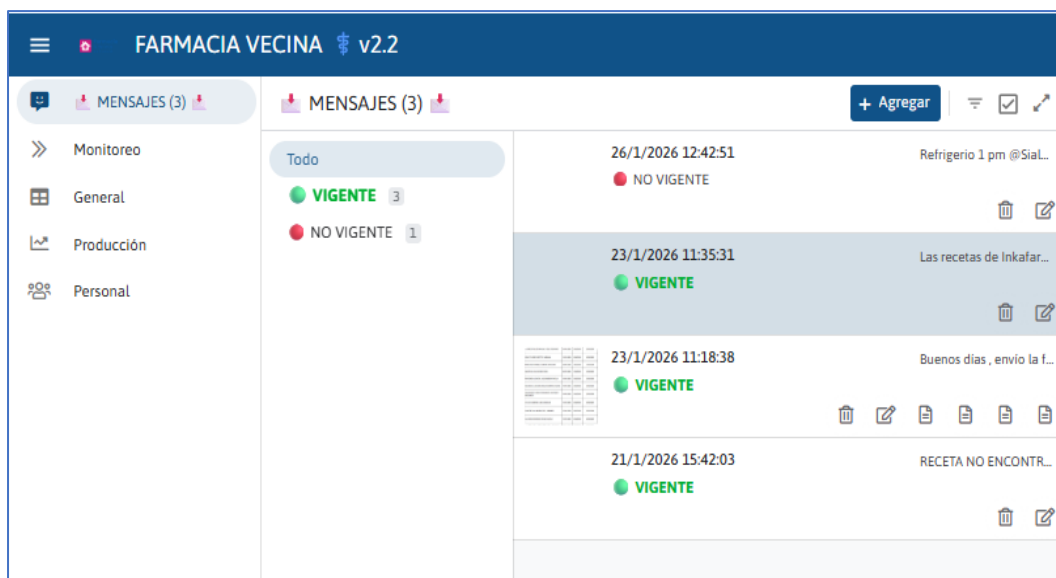 FARMACIA VECINA v2.2
MENSAJES (3)
Monitoreo
General
Producción
Personal
MENSAJES (3)
+ Agregar
Todo
VIGENTE 3
NO VIGENTE 1
26/1/2026 12:42:51
Refrigerio 1 pm @Sial...
NO VIGENTE
23/1/2026 11:35:31
Las recetas de Inkafar...
VIGENTE
23/1/2026 11:18:38
Buenos dias , envío la f...
VIGENTE
21/1/2026 15:42:03
RECETA NO ENCONTR...
VIGENTE